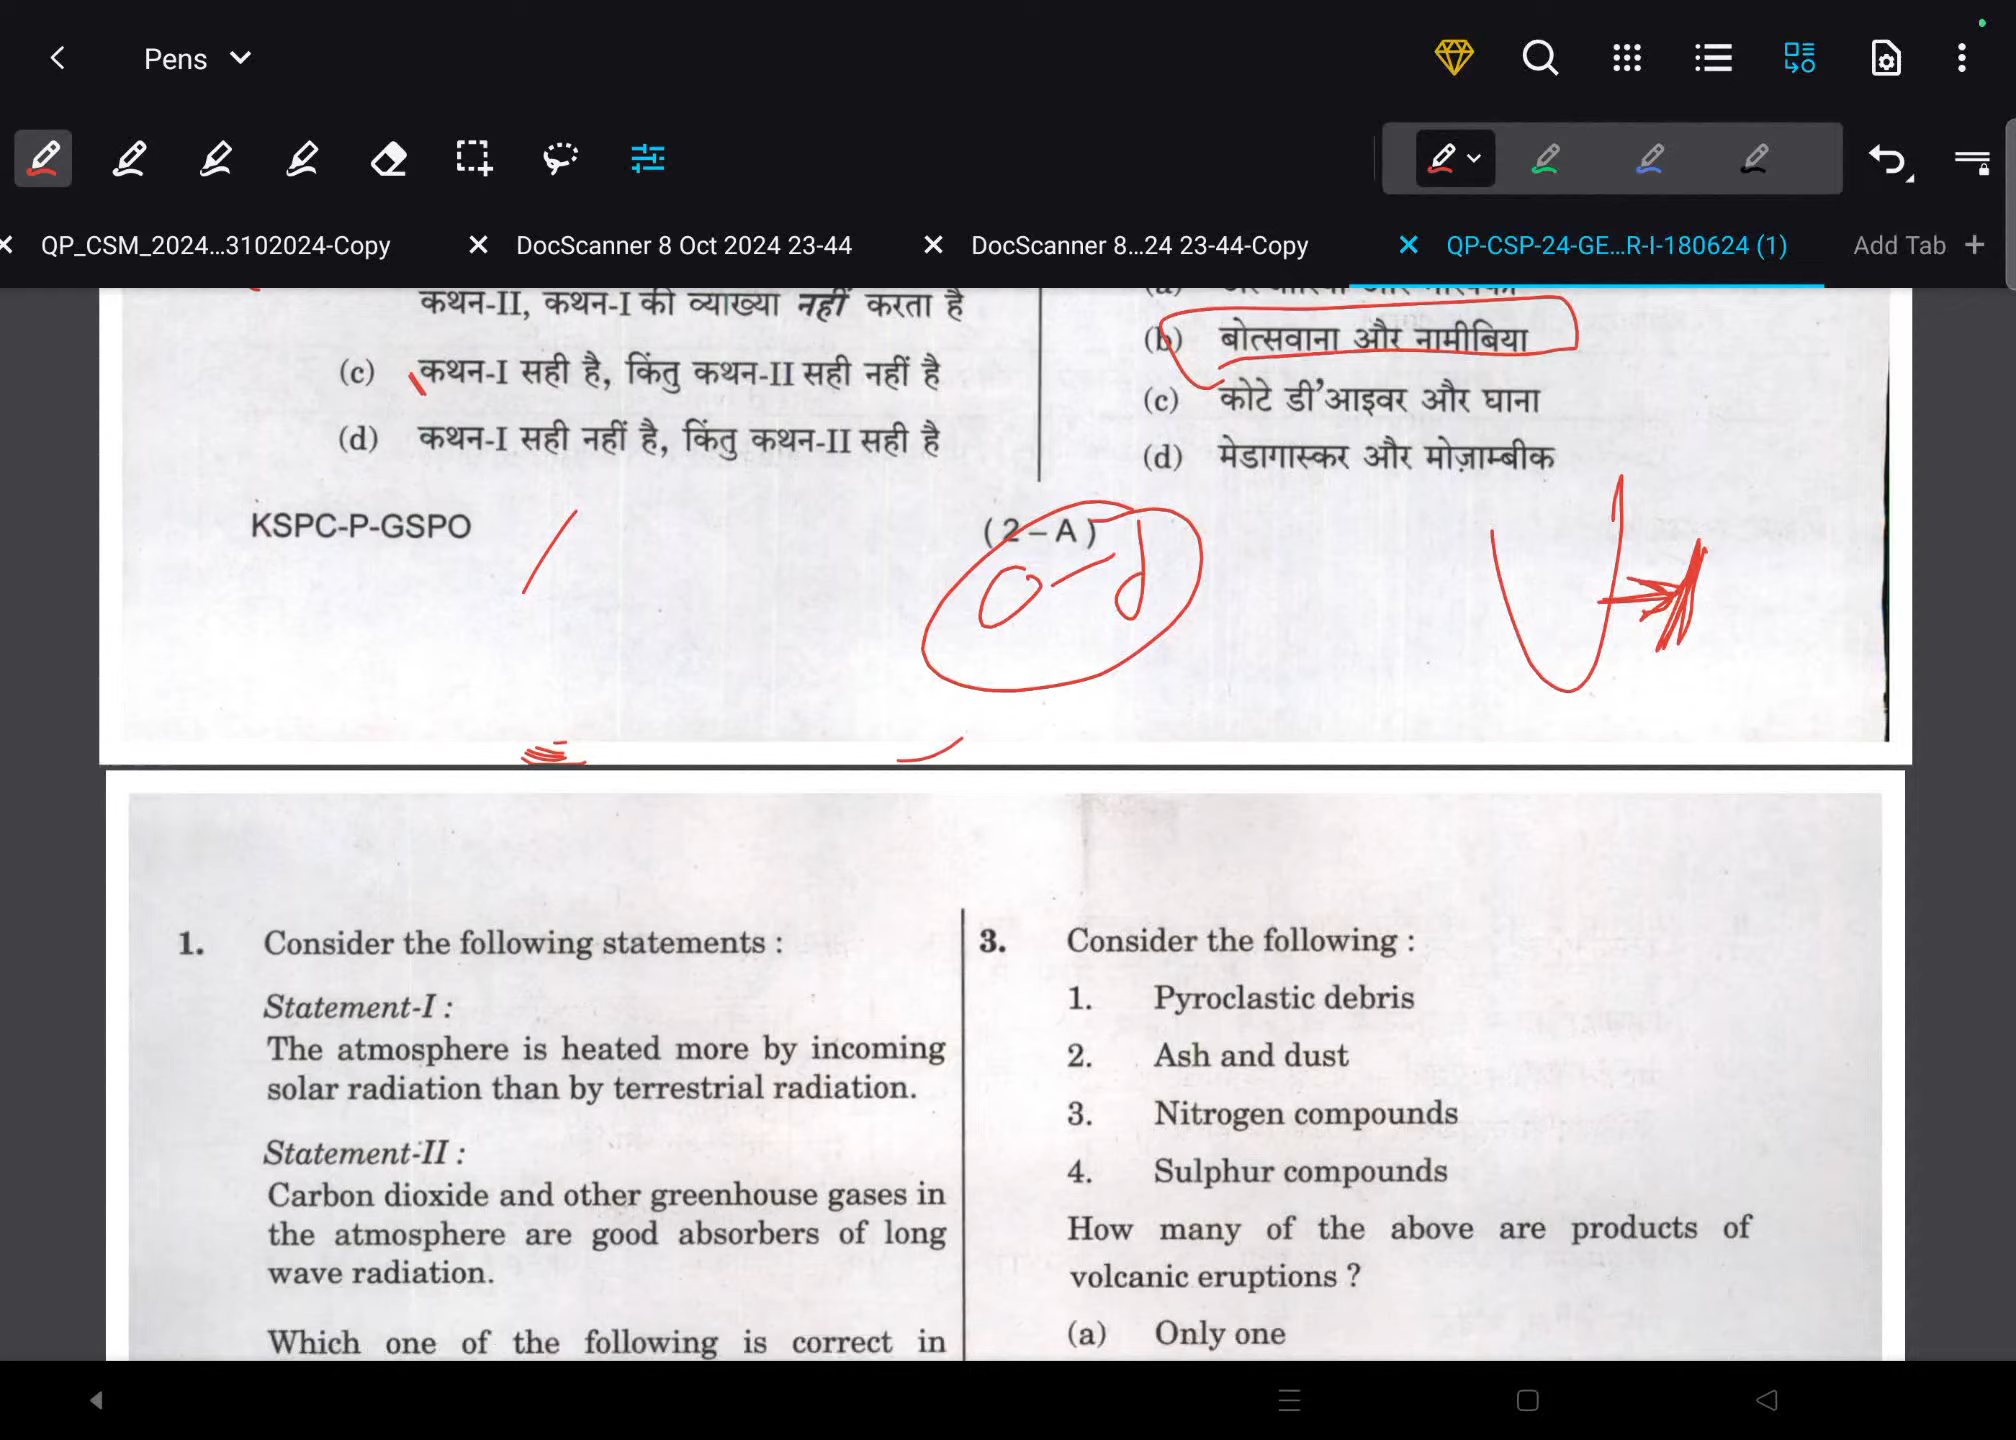 Pens
QP_CSM_2024...3102024-Copy
DocScanner 8 Oct 2024 23-44
DocScanner 8...24 23-44-Copy
QP-CSP-24-GE...R-I-180624 (1)
Add Tab
कथन-II, कथन-I की व्याख्या नहीं करता है
(c) कथन-I सही है, किंतु कथन-II सही नहीं है
(d) कथन-I सही नहीं है, किंतु कथन-II सही है
(b) बोत्सवाना और नामीबिया
(c) कोटे डी'आइवर और घाना
(d) मेडागास्कर और मोज़ाम्बीक
KSPC-P-GSPO
( 2 – A )
1. Consider the following statements :
Statement-I :
The atmosphere is heated more by incoming
solar radiation than by terrestrial radiation.
Statement-II :
Carbon dioxide and other greenhouse gases in
the atmosphere are good absorbers of long
wave radiation.
Which one of the following is correct in
3. Consider the following :
1. Pyroclastic debris
2. Ash and dust
3. Nitrogen compounds
4. Sulphur compounds
How many of the above are products of
volcanic eruptions ?
(a) Only one